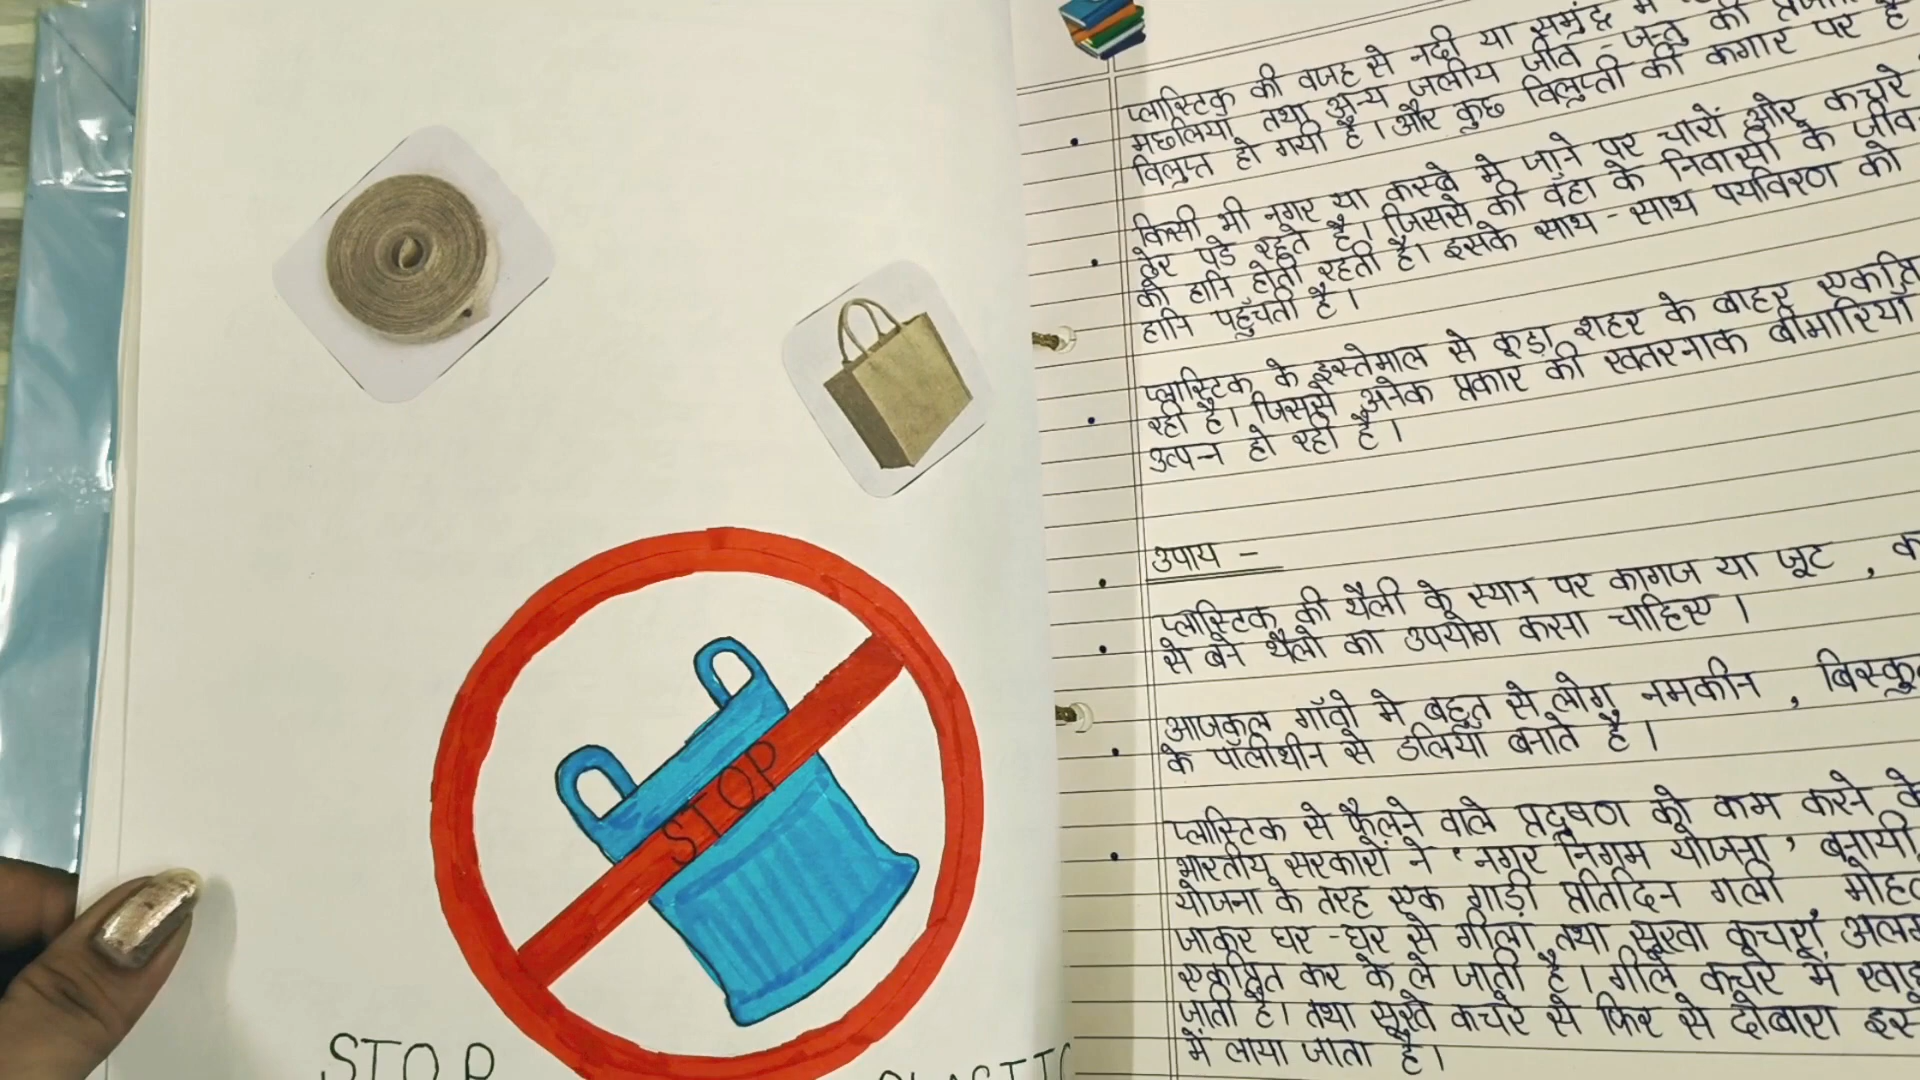 STOP
STOP PLASTIC
प्लास्टिक की वजह से नदी या समुंद्र में
मछलियाँ तथा अन्य जलीय जीव - जन्तु की
विलुप्त हो गयी है । और कुछ विलुप्ती की कगार पर है
किसी भी नगर या कस्बे मे जाने पर चारों ओर कचरे
ढेर पडे रहते है । जिससे की वँहा के निवासी के जीव
को हानि होती रहती है । इसके साथ - साथ पर्यावरण को
हानि पहुँचती है ।
प्लास्टिक के इस्तेमाल से कूड़ा शहर के बाहर एकत्रि
रही है । जिससे अनेक प्रकार की खतरनाक बीमारियाँ
उत्पन्न हो रही है ।
उपाय -
प्लास्टिक की थैली के स्थान पर कागज या जूट ,
से बने थैलो का उपयोग करना चाहिए ।
आजकल गाँवो मे बहुत से लोग नमकीन , बिस्कु
के पॉलीथीन से डलियाँ बनाते है ।
प्लास्टिक से फैलने वाले प्रदुषण को कम करने के
भारतीय सरकारों ने ' नगर निगम योजना ' बनायी
योजना के तरह एक गाड़ी प्रतिदिन गली , मोहल
जाकर घर - घर से गीला तथा सूखा कचरा अलग
एकत्रित कर के ले जाती है । गीले कचरे में खाद
जाती है । तथा सूखे कचरे से फिर से दोबारा इस्
में लाया जाता है ।